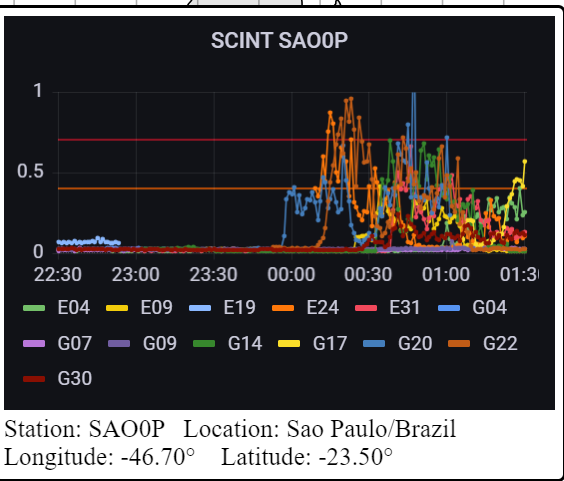 SCINT SAO0P
1
0.5
0
22:30 23:00 23:30 00:00 00:30 01:00 01:3
E04 E09 E19 E24 E31 G04
G07 G09 G14 G17 G20 G22
G30
Station: SAO0P Location: Sao Paulo/Brazil
Longitude: -46.70° Latitude: -23.50°